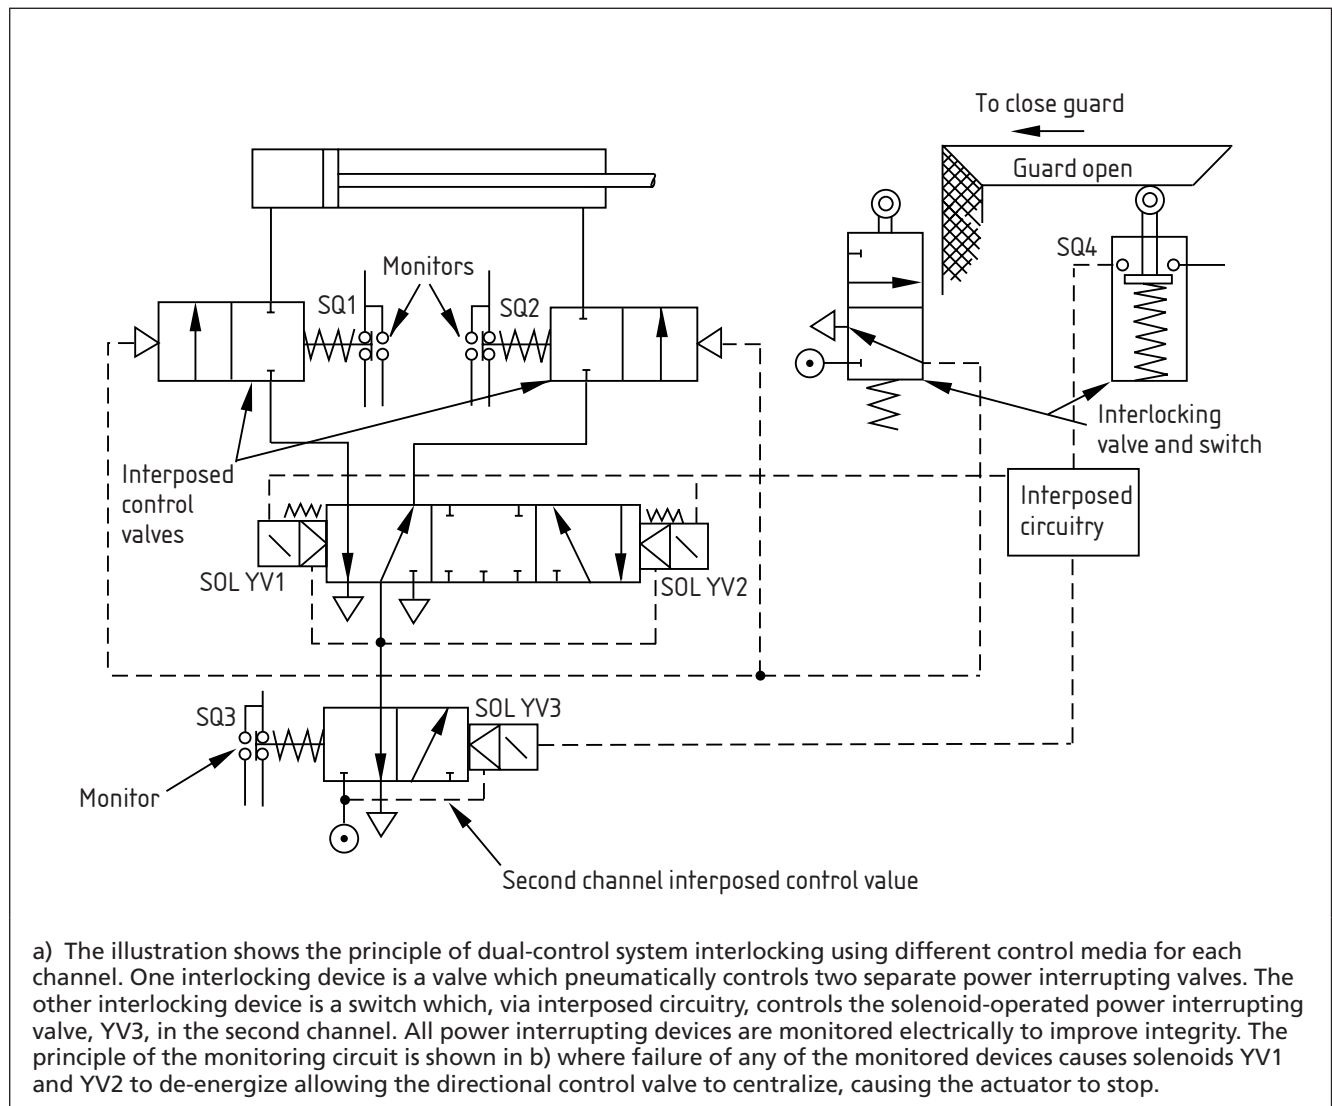 To close guard
Guard open
SQ4
Monitors
SQ1
SQ2
Interlocking
valve and switch
Interposed
control
valves
Interposed
circuitry
SOL YV1
SOL YV2
SQ3
SOL YV3
Monitor
Second channel interposed control value
a) The illustration shows the principle of dual-control system interlocking using different control media for each
channel. One interlocking device is a valve which pneumatically controls two separate power interrupting valves. The
other interlocking device is a switch which, via interposed circuitry, controls the solenoid-operated power interrupting
valve, YV3, in the second channel. All power interrupting devices are monitored electrically to improve integrity. The
principle of the monitoring circuit is shown in b) where failure of any of the monitored devices causes solenoids YV1
and YV2 to de-energize allowing the directional control valve to centralize, causing the actuator to stop.